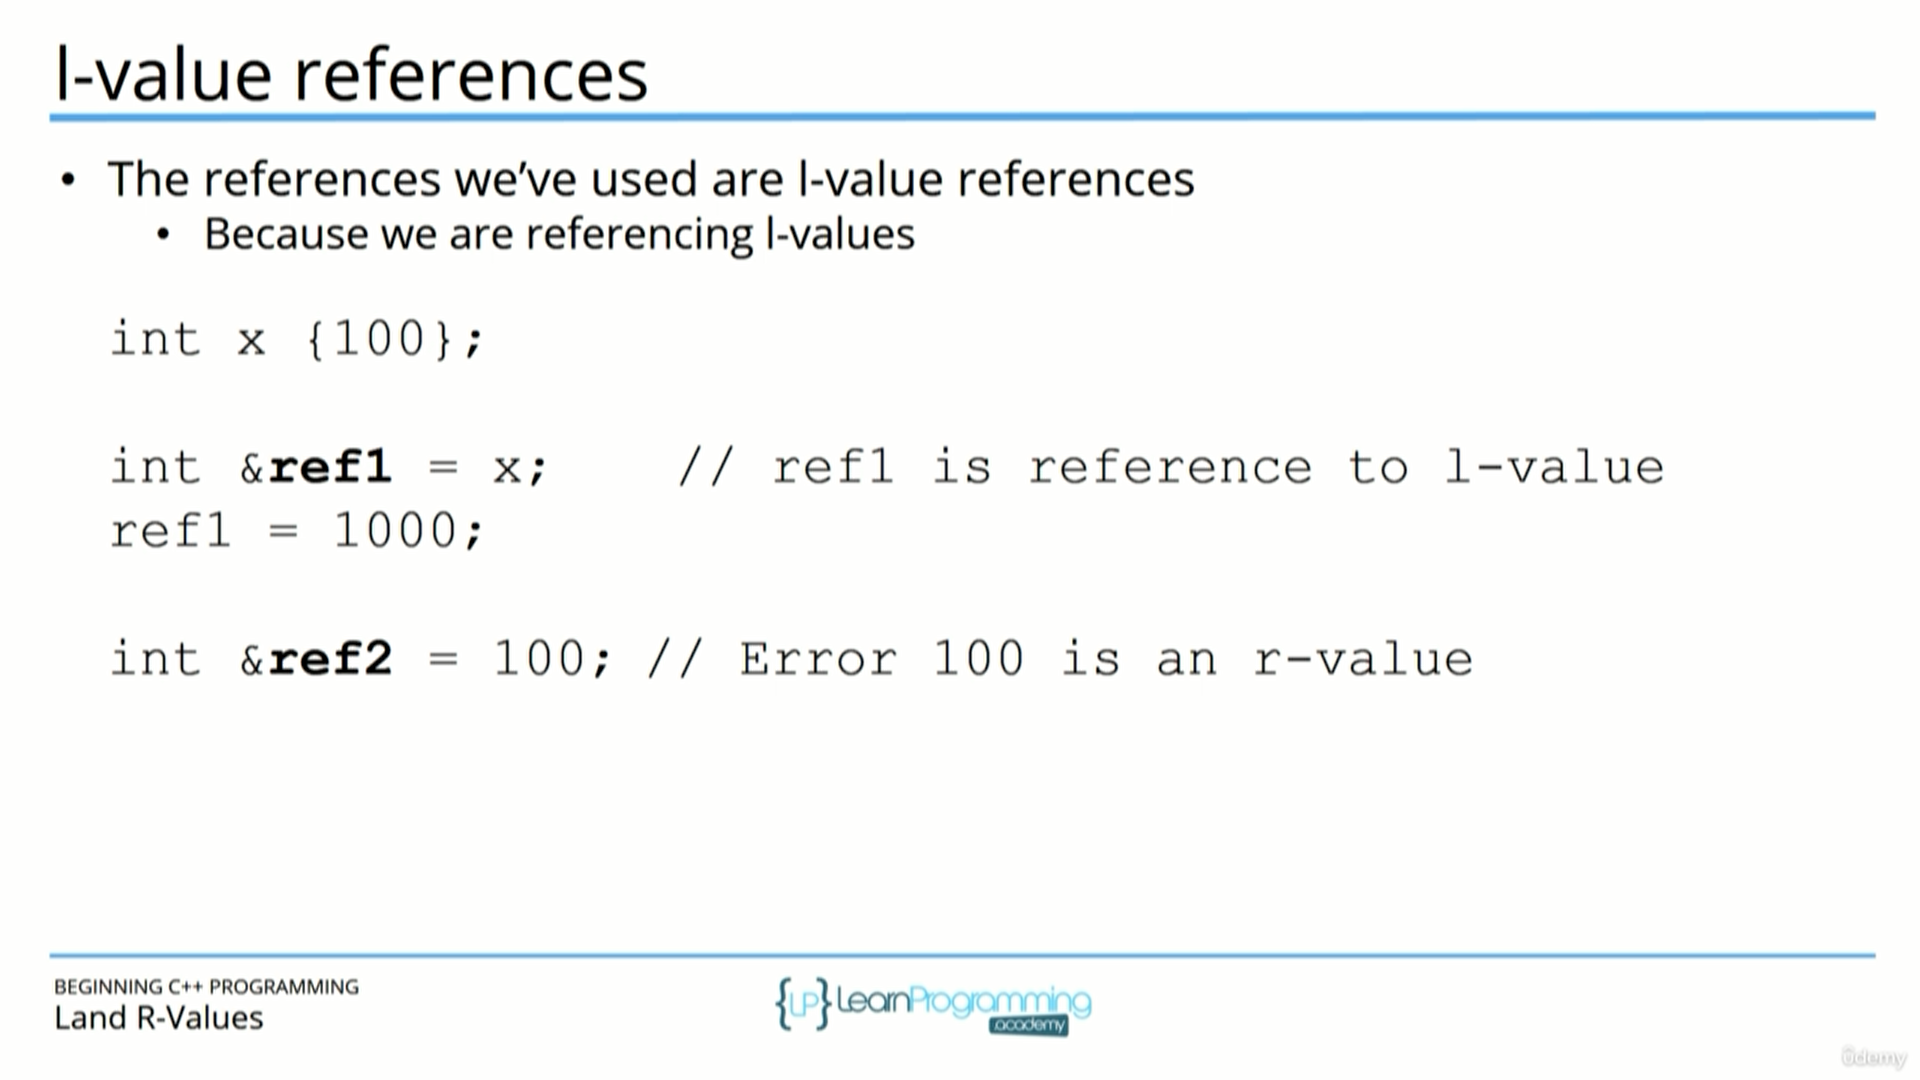 l-value references
• The references we’ve used are l-value references
• Because we are referencing l-values
int x {100};
int &ref1 = x; // ref1 is reference to l-value
ref1 = 1000;
int &ref2 = 100; // Error 100 is an r-value
BEGINNING C++ PROGRAMMING
Land R-Values
{LP} LearnProgramming
academy
ûdemy